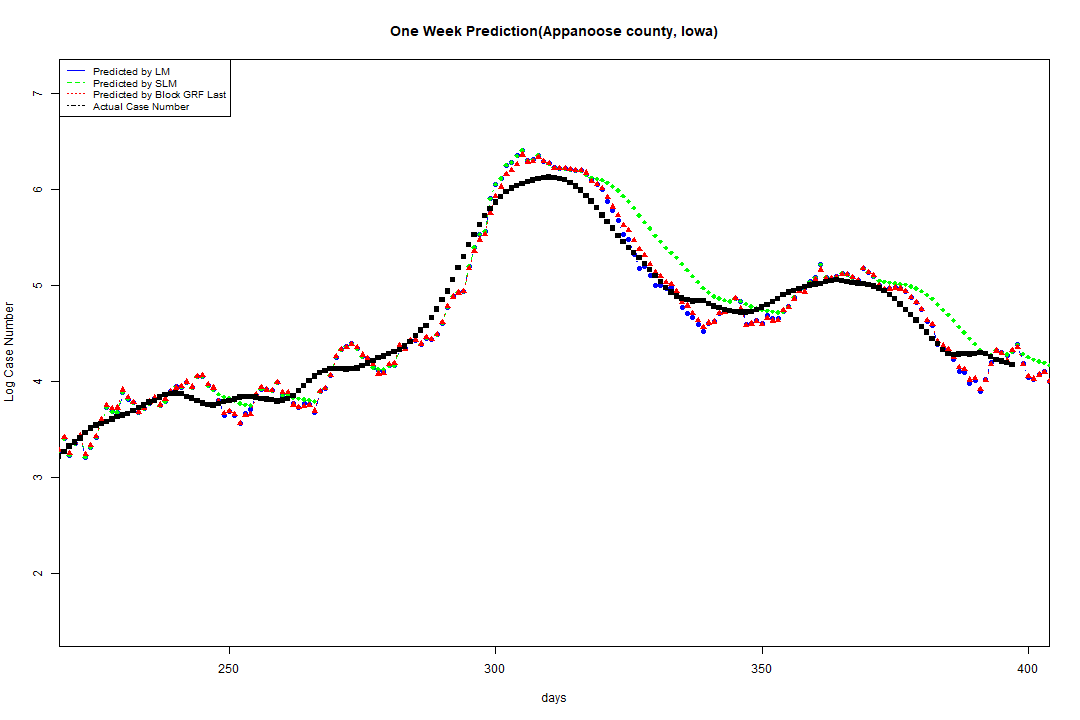 One Week Prediction(Appanoose county, Iowa)
Predicted by LM
Predicted by SLM
Predicted by Block GRF Last
Actual Case Number
7
6
5
4
3
2
Log Case Number
250 300 350 400
days